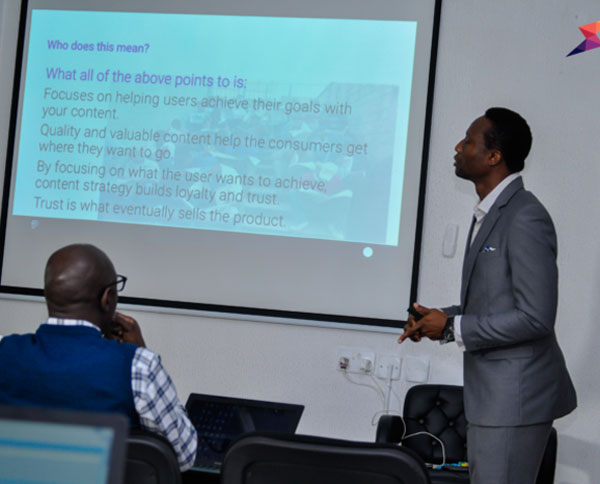 Who does this mean?
What all of the above points to is;
Focuses on helping users achieve their goals with
your content.
Quality and valuable content help the consumers get
where they want to go.
By focusing on what the user wants to achieve,
content strategy builds loyalty and trust.
Trust is what eventually sells the product.